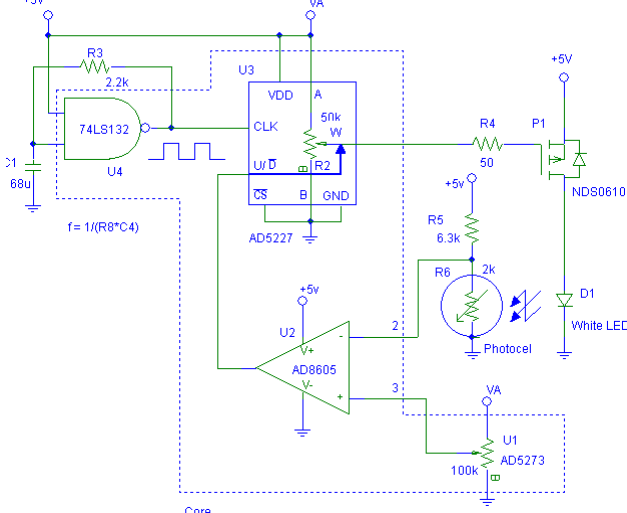 +5V
VA
R3
2.2k
U3
+5V
VDD
A
50k
W
R4
P1
CLK
74LS132
U4
U/D
R2
B
50
NDS0610
C1
68u
CS
B
GND
+5v
AD5227
R5
6.3k
f = 1/(R8*C4)
R6
2k
+5v
D1
White LED
Photocel
U2
2
-
V+
AD8605
V-
+
3
VA
U1
AD5273
100k
B
Core